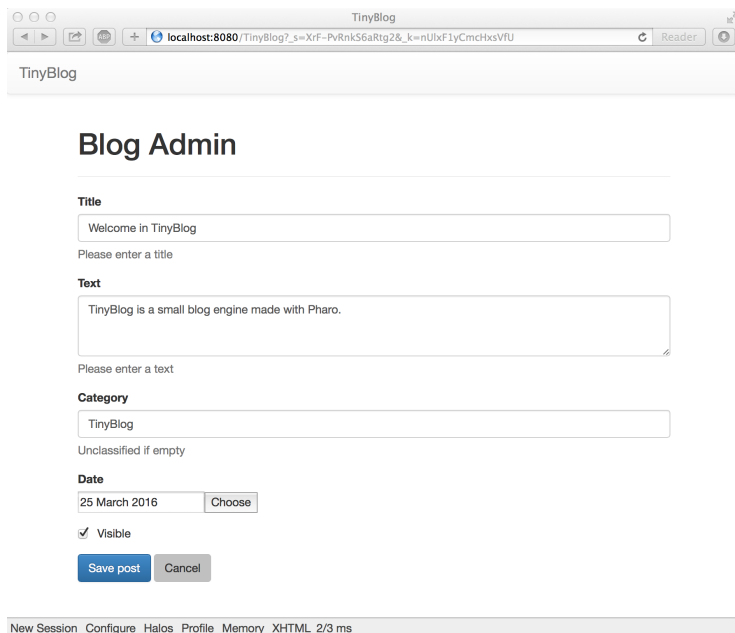 TinyBlog
ABP
localhost:8080/TinyBlog?_s=XrF-PvRnkS6aRtg2&_k=nUlxF1yCmcHxsVfU
Reader
TinyBlog
Blog Admin
Title
Welcome in TinyBlog
Please enter a title
Text
TinyBlog is a small blog engine made with Pharo.
Please enter a text
Category
TinyBlog
Unclassified if empty
Date
25 March 2016 Choose
Visible
Save post Cancel
New Session Configure Halos Profile Memory XHTML 2/3 ms